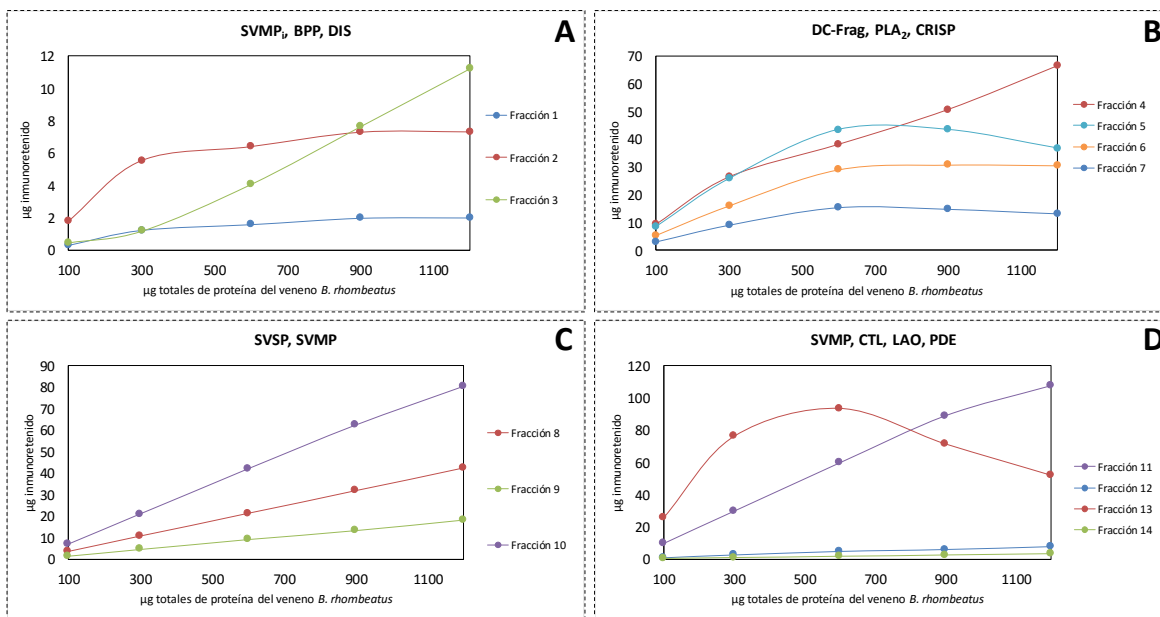 SVMPᵢ, BPP, DIS
A
12
10
8
6
4
2
0
100 300 500 700 900 1100
µg inmunoretenido
µg totales de proteína del veneno B. rhombeatus
Fracción 1
Fracción 2
Fracción 3
DC-Frag, PLA₂, CRISP
B
70
60
50
40
30
20
10
0
100 300 500 700 900 1100
µg inmunoretenido
µg totales de proteína del veneno B. rhombeatus
Fracción 4
Fracción 5
Fracción 6
Fracción 7
SVSP, SVMP
C
90
80
70
60
50
40
30
20
10
0
100 300 500 700 900 1100
µg inmunoretenido
µg totales de proteína del veneno B. rhombeatus
Fracción 8
Fracción 9
Fracción 10
SVMP, CTL, LAO, PDE
D
120
100
80
60
40
20
0
100 300 500 700 900 1100
µg inmunoretenido
µg totales de proteína del veneno B. rhombeatus
Fracción 11
Fracción 12
Fracción 13
Fracción 14